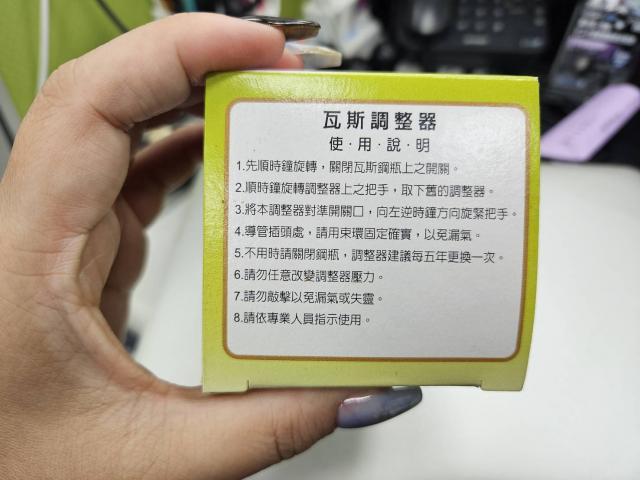 瓦斯調整器
使·用·說·明
1.先順時鐘旋轉，關閉瓦斯鋼瓶上之開關。
2.順時鐘旋轉調整器上之把手，取下舊的調整器。
3.將本調整器對準開關口，向左逆時鐘方向旋緊把手。
4.導管插頭處，請用束環固定確實，以免漏氣。
5.不用時請關閉鋼瓶，調整器建議每五年更換一次。
6.請勿任意改變調整器壓力。
7.請勿敲擊以免漏氣或失靈。
8.請依專業人員指示使用。